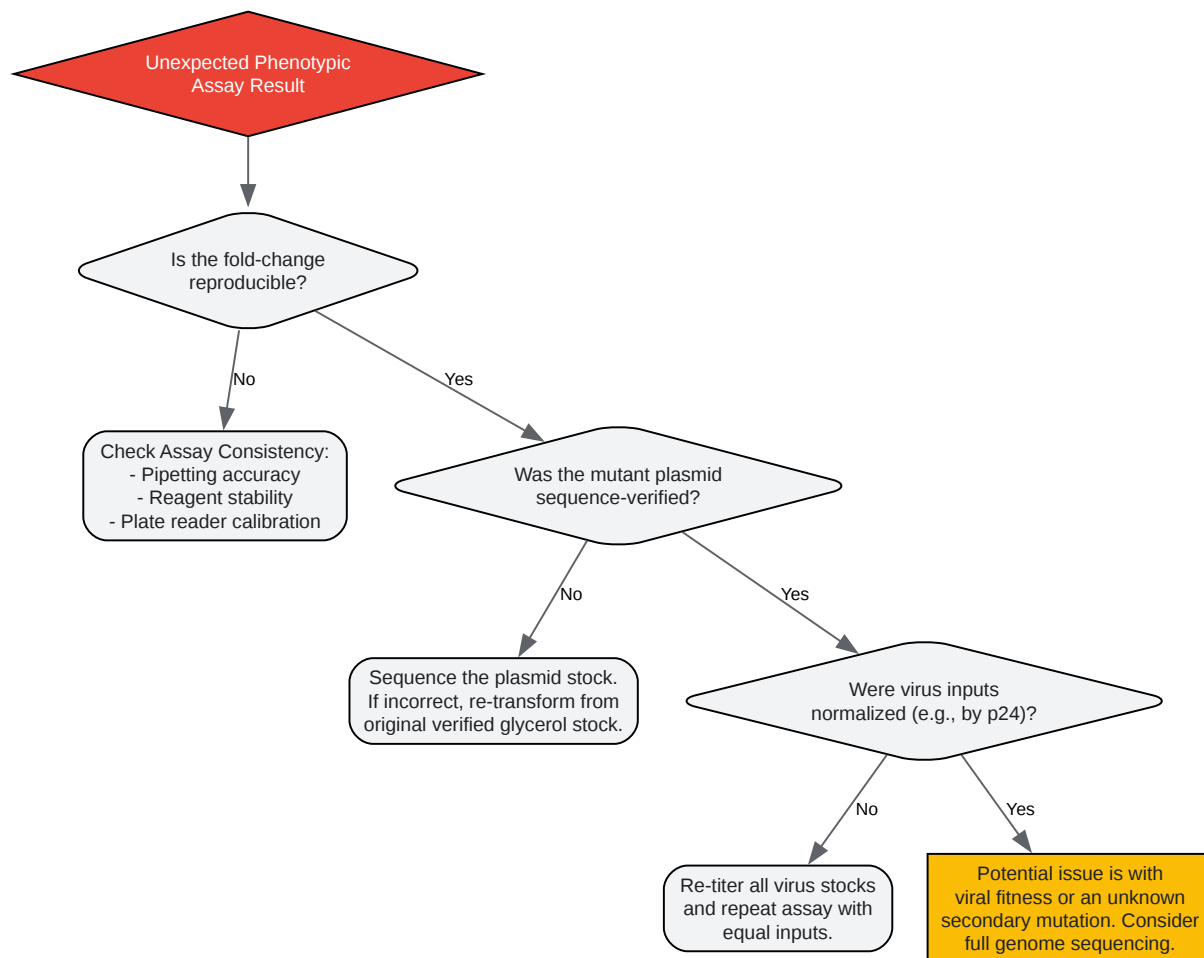 Unexpected Phenotypic
Assay Result
Is the fold-change
reproducible?
No
Yes
Check Assay Consistency:
- Pipetting accuracy
- Reagent stability
- Plate reader calibration
Was the mutant plasmid
sequence-verified?
No
Yes
Sequence the plasmid stock.
If incorrect, re-transform from
original verified glycerol stock.
Were virus inputs
normalized (e.g., by p24)?
No
Yes
Re-titer all virus stocks
and repeat assay with
equal inputs.
Potential issue is with
viral fitness or an unknown
secondary mutation. Consider
full genome sequencing.